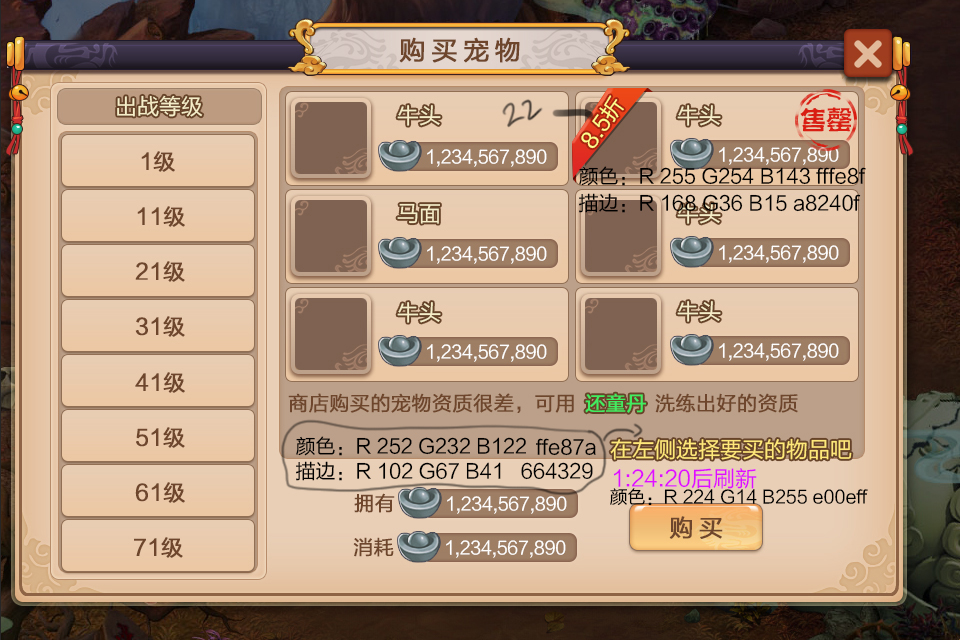 购买宠物
出战等级
1级
11级
21级
31级
41级
51级
61级
71级
牛头
1,234,567,890
22
8.5折
牛头
售罄
1,234,567,890
颜色：R 255 G254 B143 fffe8f
描边：R 168 G36 B15 a8240f
马面
1,234,567,890
牛头
1,234,567,890
牛头
1,234,567,890
牛头
1,234,567,890
商店购买的宠物资质很差，可用 还童丹 洗练出好的资质
颜色：R 252 G232 B122 ffe87a
描边：R 102 G67 B41 664329
在左侧选择要买的物品吧
1:24:20后刷新
颜色：R 224 G14 B255 e00eff
拥有 1,234,567,890
消耗 1,234,567,890
购买